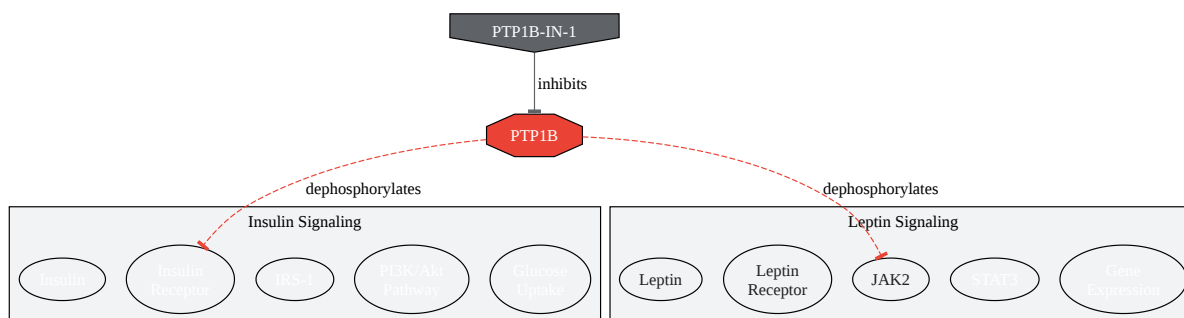 PTP1B-IN-1
inhibits
PTP1B
dephosphorylates
dephosphorylates
Insulin Signaling
Leptin Signaling
Insulin
Insulin
Receptor
IRS-1
PI3K/Akt
Pathway
Glucose
Uptake
Leptin
Leptin
Receptor
JAK2
STAT3
Gene
Expression